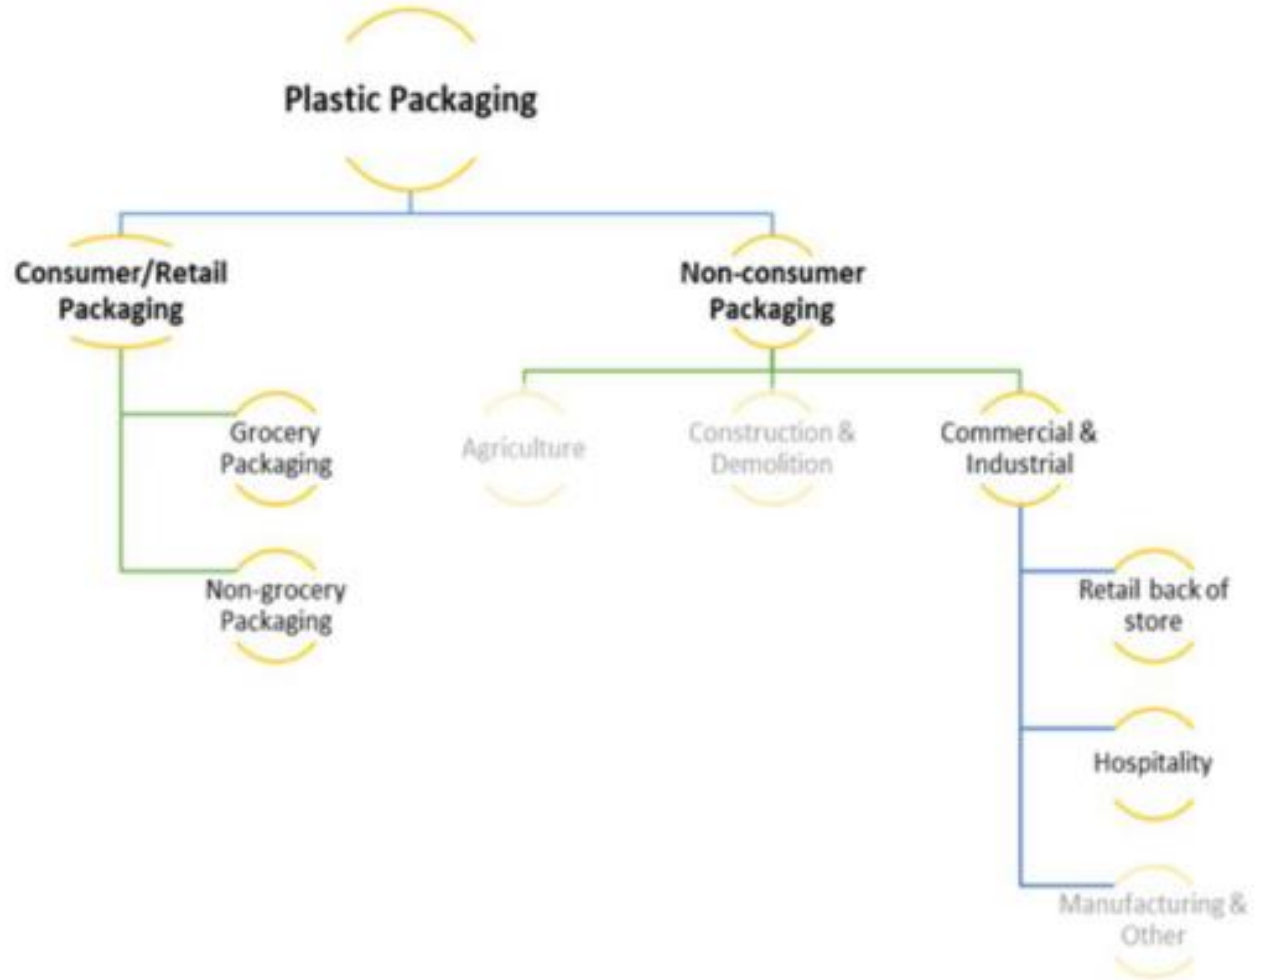 Plastic Packaging
Consumer/Retail
Packaging
Non-consumer
Packaging
Grocery
Packaging
Agriculture
Construction &
Demolition
Commercial &
Industrial
Non-grocery
Packaging
Retail back of
store
Hospitality
Manufacturing &
Other